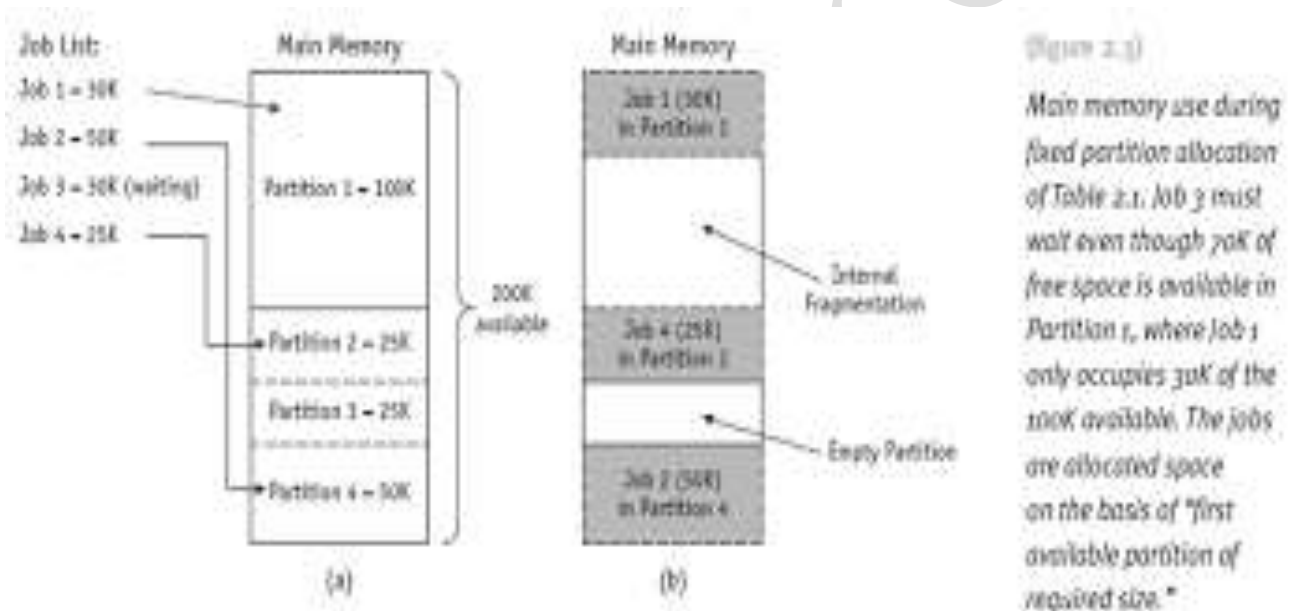 Job List:
Job 1 = 30K
Job 2 = 50K
Job 3 = 30K (waiting)
Job 4 = 25K
Main Memory
Partition 1 = 100K
Partition 2 = 25K
Partition 3 = 25K
Partition 4 = 50K
200K
available
(a)
Main Memory
Job 1 (30K)
in Partition 1
Internal
Fragmentation
Job 4 (25K)
in Partition
Empty Partition
Job 2 (50K)
in Partition 4
(b)
(figure 2.3)
Main memory use during
fixed partition allocation
of Table 2.1. Job 3 must
wait even though 70K of
free space is available in
Partition 1, where Job 1
only occupies 30K of the
100K available. The jobs
are allocated space
on the basis of "first
available partition of
required size."